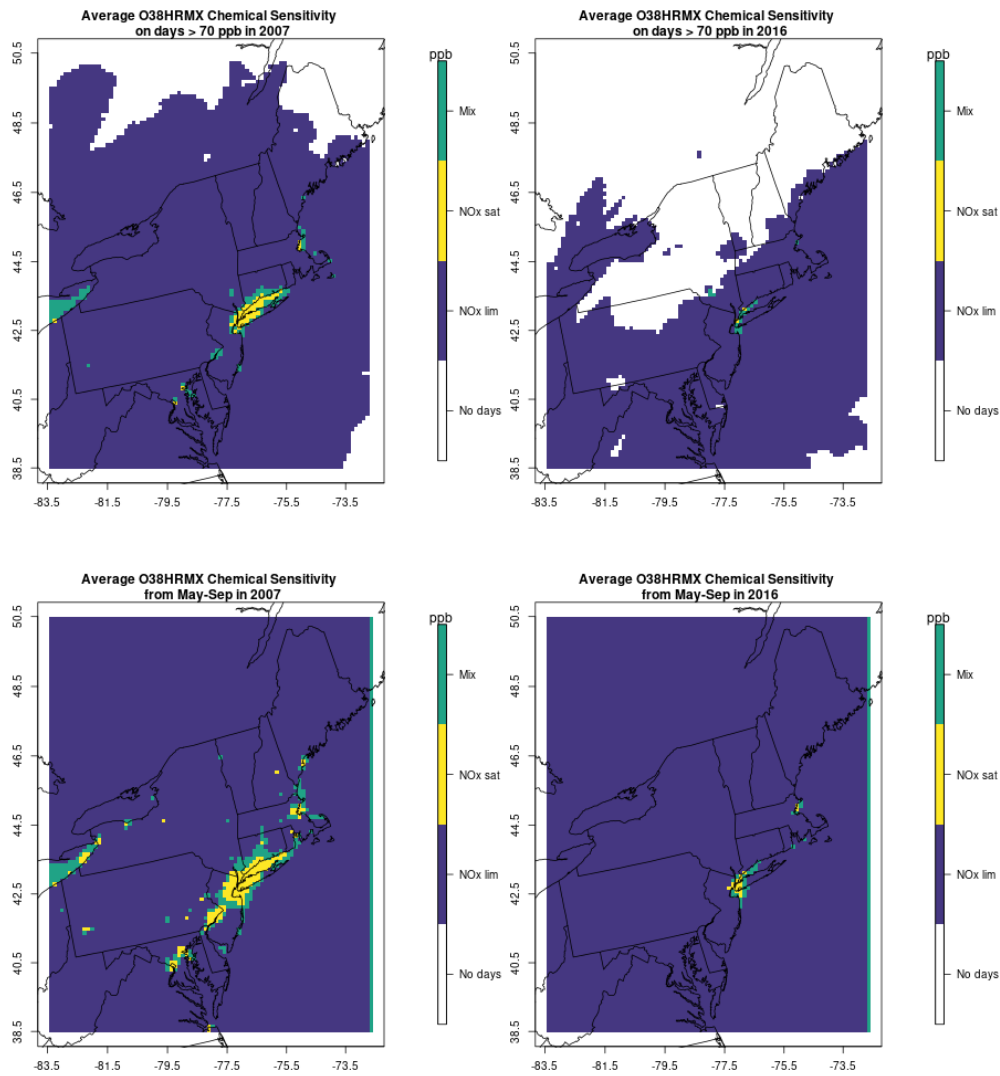 Average O38HRMX Chemical Sensitivity
on days > 70 ppb in 2007
50.5
48.5
46.5
44.5
42.5
40.5
38.5
-83.5 -81.5 -79.5 -77.5 -75.5 -73.5
ppb
Mix
NOx sat
NOx lim
No days
Average O38HRMX Chemical Sensitivity
on days > 70 ppb in 2016
50.5
48.5
46.5
44.5
42.5
40.5
38.5
-83.5 -81.5 -79.5 -77.5 -75.5 -73.5
ppb
Mix
NOx sat
NOx lim
No days
Average O38HRMX Chemical Sensitivity
from May-Sep in 2007
50.5
48.5
46.5
44.5
42.5
40.5
38.5
-83.5 -81.5 -79.5 -77.5 -75.5 -73.5
ppb
Mix
NOx sat
NOx lim
No days
Average O38HRMX Chemical Sensitivity
from May-Sep in 2016
50.5
48.5
46.5
44.5
42.5
40.5
38.5
-83.5 -81.5 -79.5 -77.5 -75.5 -73.5
ppb
Mix
NOx sat
NOx lim
No days